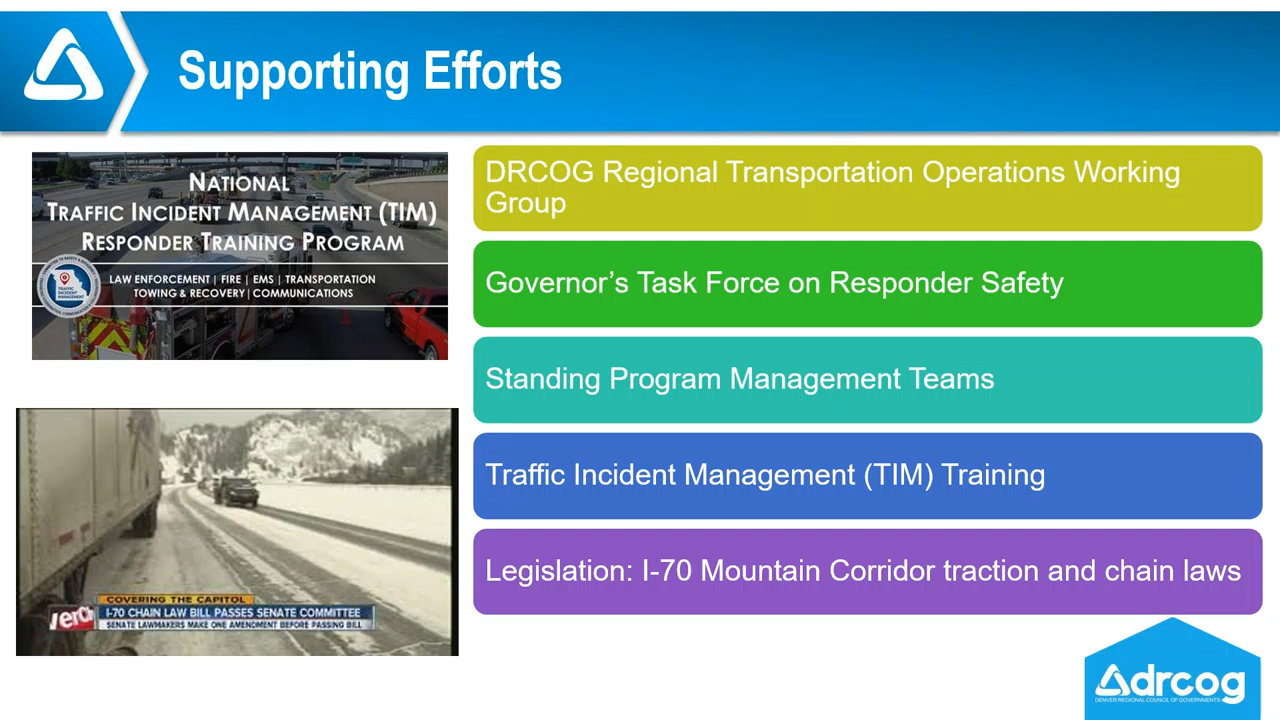 Supporting Efforts
NATIONAL
TRAFFIC INCIDENT MANAGEMENT (TIM)
RESPONDER TRAINING PROGRAM
LAW ENFORCEMENT | FIRE | EMS | TRANSPORTATION
TOWING & RECOVERY | COMMUNICATIONS
TRAFFIC
INCIDENT
MANAGEMENT
COVERING THE CAPITOL
I-70 CHAIN LAW BILL PASSES SENATE COMMITTEE
SENATE LAWMAKERS MAKE ONE AMENDMENT BEFORE PASSING BILL
DRCOG Regional Transportation Operations Working
Group
Governor's Task Force on Responder Safety
Standing Program Management Teams
Traffic Incident Management (TIM) Training
Legislation: I-70 Mountain Corridor traction and chain laws
drcog
DENVER REGIONAL COUNCIL OF GOVERNMENTS